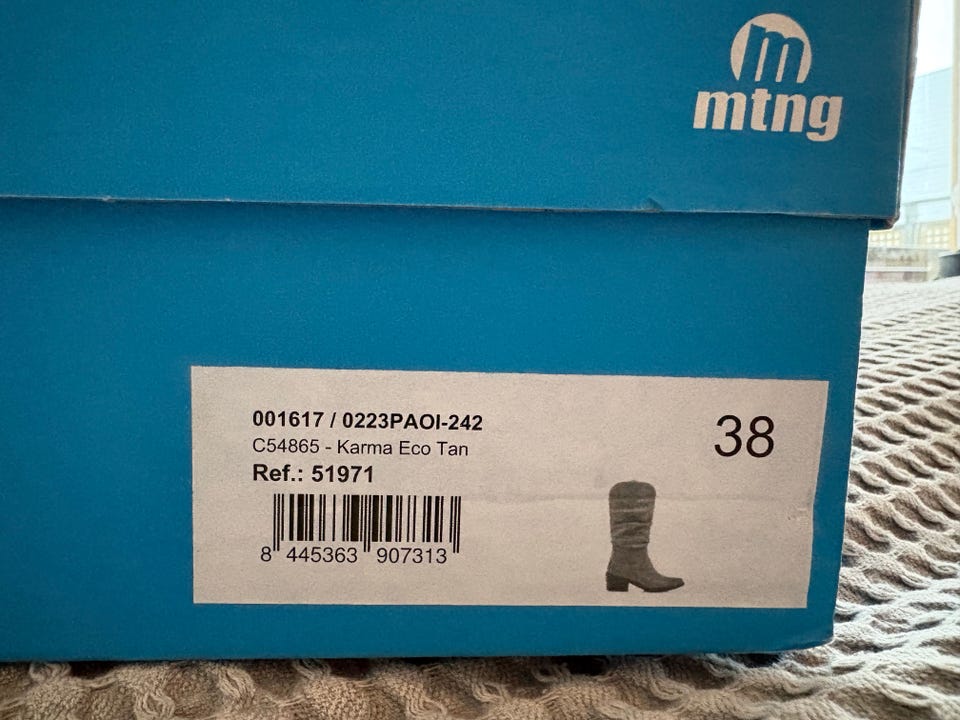 m
mtng
001617 / 0223PAOI-242
C54865 - Karma Eco Tan
Ref.: 51971
38
8 445363 907313